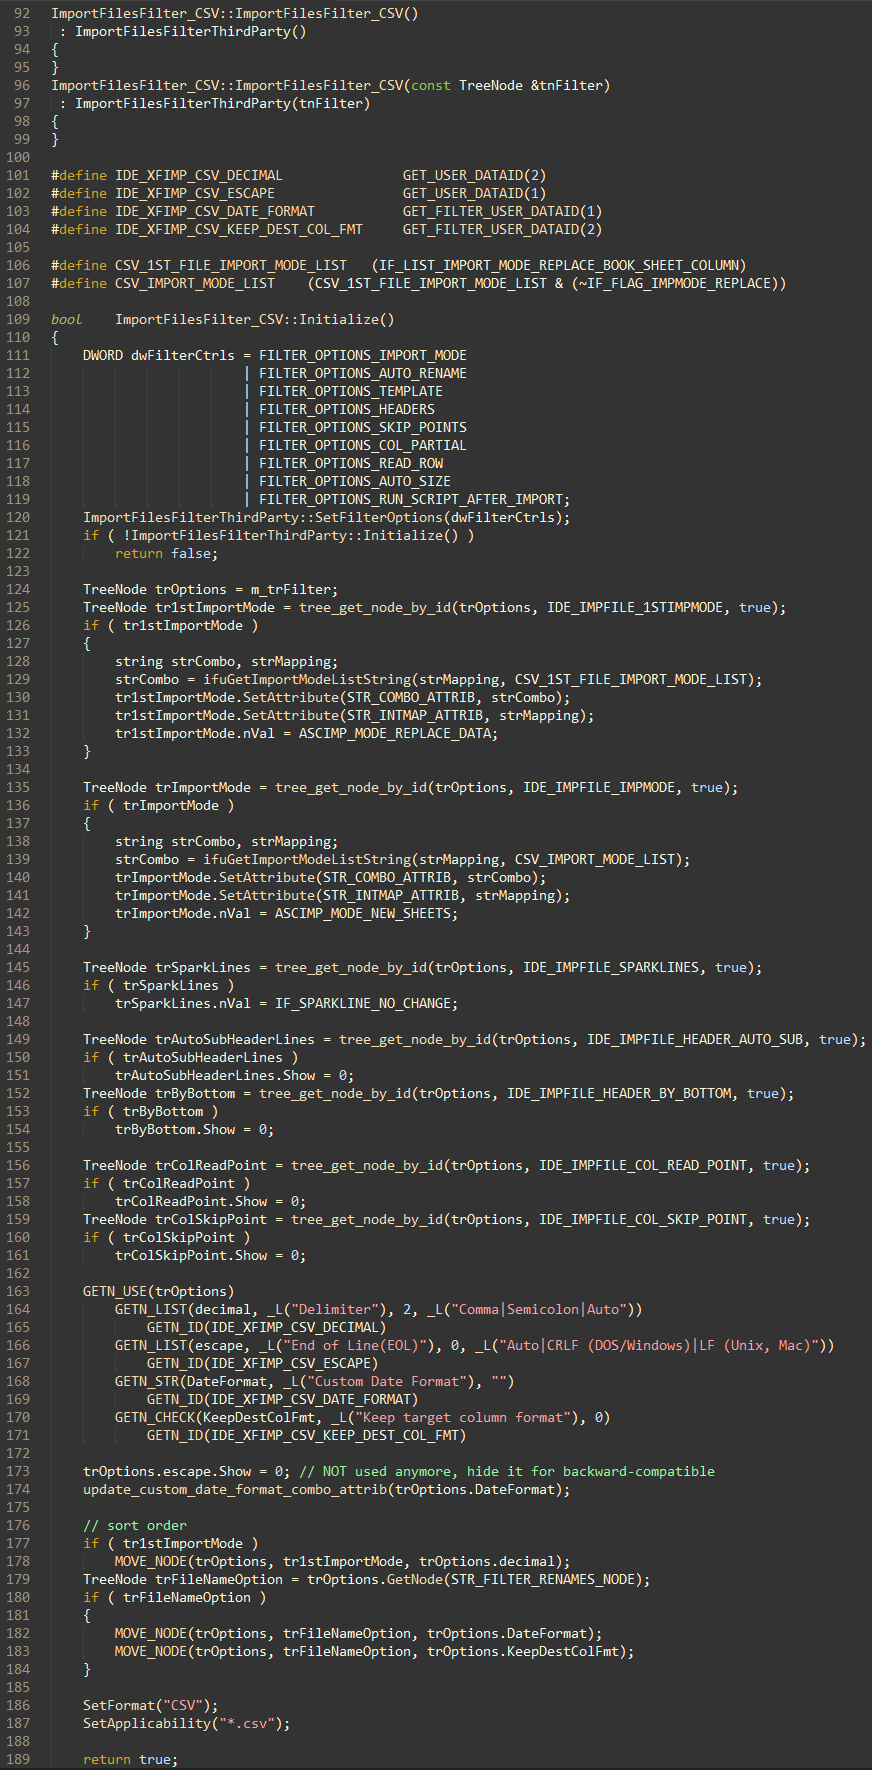 92 ImportFilesFilter_CSV::ImportFilesFilter_CSV()
93  : ImportFilesFilterThirdParty()
94 {
95 }
96 ImportFilesFilter_CSV::ImportFilesFilter_CSV(const TreeNode &tnFilter)
97  : ImportFilesFilterThirdParty(tnFilter)
98 {
99 }
100
101 #define IDE_XFIMP_CSV_DECIMAL               GET_USER_DATAID(2)
102 #define IDE_XFIMP_CSV_ESCAPE                GET_USER_DATAID(1)
103 #define IDE_XFIMP_CSV_DATE_FORMAT           GET_FILTER_USER_DATAID(1)
104 #define IDE_XFIMP_CSV_KEEP_DEST_COL_FMT     GET_FILTER_USER_DATAID(2)
105
106 #define CSV_1ST_FILE_IMPORT_MODE_LIST   (IF_LIST_IMPORT_MODE_REPLACE_BOOK_SHEET_COLUMN)
107 #define CSV_IMPORT_MODE_LIST    (CSV_1ST_FILE_IMPORT_MODE_LIST & (~IF_FLAG_IMPMODE_REPLACE))
108
109 bool    ImportFilesFilter_CSV::Initialize()
110 {
111     DWORD dwFilterCtrls = FILTER_OPTIONS_IMPORT_MODE
112                         | FILTER_OPTIONS_AUTO_RENAME
113                         | FILTER_OPTIONS_TEMPLATE
114                         | FILTER_OPTIONS_HEADERS
115                         | FILTER_OPTIONS_SKIP_POINTS
116                         | FILTER_OPTIONS_COL_PARTIAL
117                         | FILTER_OPTIONS_READ_ROW
118                         | FILTER_OPTIONS_AUTO_SIZE
119                         | FILTER_OPTIONS_RUN_SCRIPT_AFTER_IMPORT;
120     ImportFilesFilterThirdParty::SetFilterOptions(dwFilterCtrls);
121     if ( !ImportFilesFilterThirdParty::Initialize() )
122         return false;
123
124     TreeNode trOptions = m_trFilter;
125     TreeNode tr1stImportMode = tree_get_node_by_id(trOptions, IDE_IMPFILE_1STIMPMODE, true);
126     if ( tr1stImportMode )
127     {
128         string strCombo, strMapping;
129         strCombo = ifuGetImportModeListString(strMapping, CSV_1ST_FILE_IMPORT_MODE_LIST);
130         tr1stImportMode.SetAttribute(STR_COMBO_ATTRIB, strCombo);
131         tr1stImportMode.SetAttribute(STR_INTMAP_ATTRIB, strMapping);
132         tr1stImportMode.nVal = ASCIMP_MODE_REPLACE_DATA;
133     }
134
135     TreeNode trImportMode = tree_get_node_by_id(trOptions, IDE_IMPFILE_IMPMODE, true);
136     if ( trImportMode )
137     {
138         string strCombo, strMapping;
139         strCombo = ifuGetImportModeListString(strMapping, CSV_IMPORT_MODE_LIST);
140         trImportMode.SetAttribute(STR_COMBO_ATTRIB, strCombo);
141         trImportMode.SetAttribute(STR_INTMAP_ATTRIB, strMapping);
142         trImportMode.nVal = ASCIMP_MODE_NEW_SHEETS;
143     }
144
145     TreeNode trSparkLines = tree_get_node_by_id(trOptions, IDE_IMPFILE_SPARKLINES, true);
146     if ( trSparkLines )
147         trSparkLines.nVal = IF_SPARKLINE_NO_CHANGE;
148
149     TreeNode trAutoSubHeaderLines = tree_get_node_by_id(trOptions, IDE_IMPFILE_HEADER_AUTO_SUB, true);
150     if ( trAutoSubHeaderLines )
151         trAutoSubHeaderLines.Show = 0;
152     TreeNode trByBottom = tree_get_node_by_id(trOptions, IDE_IMPFILE_HEADER_BY_BOTTOM, true);
153     if ( trByBottom )
154         trByBottom.Show = 0;
155
156     TreeNode trColReadPoint = tree_get_node_by_id(trOptions, IDE_IMPFILE_COL_READ_POINT, true);
157     if ( trColReadPoint )
158         trColReadPoint.Show = 0;
159     TreeNode trColSkipPoint = tree_get_node_by_id(trOptions, IDE_IMPFILE_COL_SKIP_POINT, true);
160     if ( trColSkipPoint )
161         trColSkipPoint.Show = 0;
162
163     GETN_USE(trOptions)
164         GETN_LIST(decimal, _L("Delimiter"), 2, _L("Comma|Semicolon|Auto"))
165             GETN_ID(IDE_XFIMP_CSV_DECIMAL)
166         GETN_LIST(escape, _L("End of Line(EOL)"), 0, _L("Auto|CRLF (DOS/Windows)|LF (Unix, Mac)"))
167             GETN_ID(IDE_XFIMP_CSV_ESCAPE)
168         GETN_STR(DateFormat, _L("Custom Date Format"), "")
169             GETN_ID(IDE_XFIMP_CSV_DATE_FORMAT)
170         GETN_CHECK(KeepDestColFmt, _L("Keep target column format"), 0)
171             GETN_ID(IDE_XFIMP_CSV_KEEP_DEST_COL_FMT)
172
173     trOptions.escape.Show = 0; // NOT used anymore, hide it for backward-compatible
174     update_custom_date_format_combo_attrib(trOptions.DateFormat);
175
176     // sort order
177     if ( tr1stImportMode )
178         MOVE_NODE(trOptions, tr1stImportMode, trOptions.decimal);
179     TreeNode trFileNameOption = trOptions.GetNode(STR_FILTER_RENAMES_NODE);
180     if ( trFileNameOption )
181     {
182         MOVE_NODE(trOptions, trFileNameOption, trOptions.DateFormat);
183         MOVE_NODE(trOptions, trFileNameOption, trOptions.KeepDestColFmt);
184     }
185
186     SetFormat("CSV");
187     SetApplicability("*.csv");
188
189     return true;